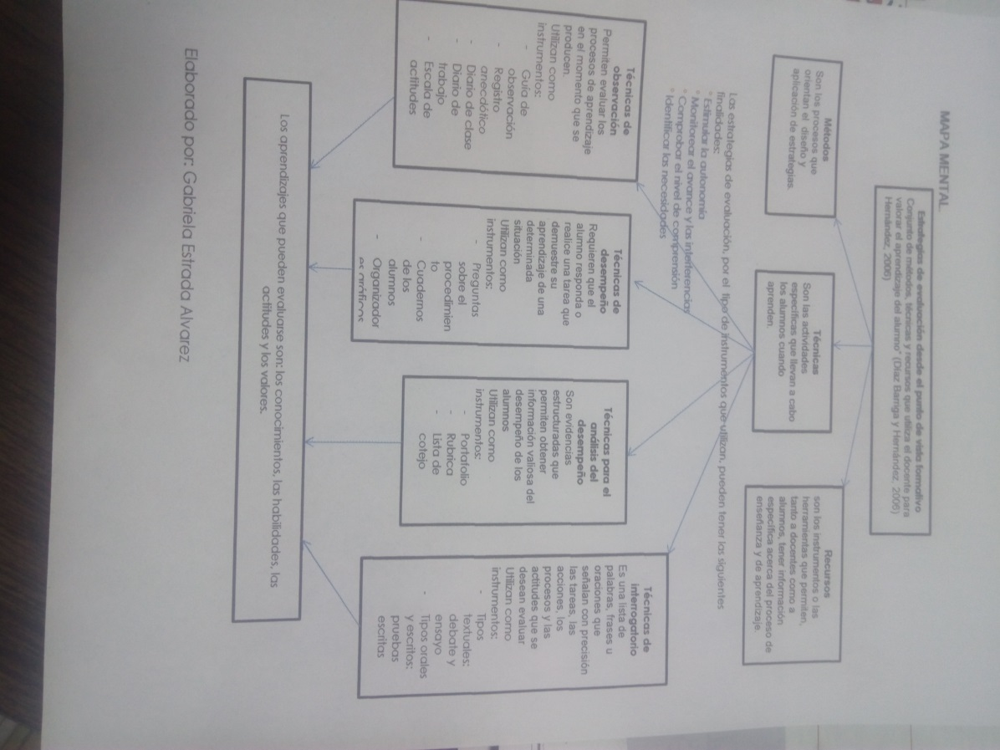 MAPA MENTAL
Estrategias de evaluación desde el punto de vista formativo
Conjunto de métodos, técnicas y recursos que utiliza el docente para
valorar el aprendizaje del alumno" (Díaz Barriga y Hernández, 2006)
Hernández, 2006)
Métodos
Son los procesos que
orientan el diseño y
aplicación de estrategias.
Técnicas
Son las actividades
específicas que llevan a cabo
los alumnos cuando
aprenden.
Recursos
son los instrumentos o las
herramientas que permiten,
tanto a docentes como a
alumnos, tener información
específica acerca del proceso de
enseñanza y de aprendizaje.
Las estrategias de evaluación, por el tipo de instrumentos que utilizan, pueden tener las siguientes
finalidades:
° Estimular la autonomía
° Monitorear el avance y las interferencias
° Comprobar el nivel de comprensión
° Identificar las necesidades
Técnicas de
observación
Permiten evaluar los
procesos de aprendizaje
en el momento que se
producen.
Utilizan como
instrumentos:
- Guía de
observación
- Registro
anecdótico
- Diario de clase
- Diario de
trabajo
- Escala de
actitudes
Técnicas de
desempeño
Requieren que el
alumno responda o
realice una tarea que
demuestre su
aprendizaje de una
determinada
situación
Utilizan como
instrumentos:
- Preguntas
sobre el
procedimien
to
- Cuadernos
de los
alumnos
- Organizador
es gráficos
Técnicas para el
análisis del
desempeño
Son evidencias
estructuradas que
permiten obtener
información valiosa del
desempeño de los
alumnos
Utilizan como
instrumentos:
- Portafolio
- Rubrica
- Lista de
cotejo
Técnicas de
interrogatorio
Es una lista de
palabras, frases u
oraciones que
señalan con precisión
las tareas, las
acciones, los
procesos y las
actitudes que se
desean evaluar
Utilizan como
instrumentos:
- Tipos
textuales:
debate y
ensayo
- Tipos orales
y escritos:
pruebas
escritas
Los aprendizajes que pueden evaluarse son: los conocimientos, las habilidades, las
actitudes y los valores.
Elaborado por: Gabriela Estrada Alvarez